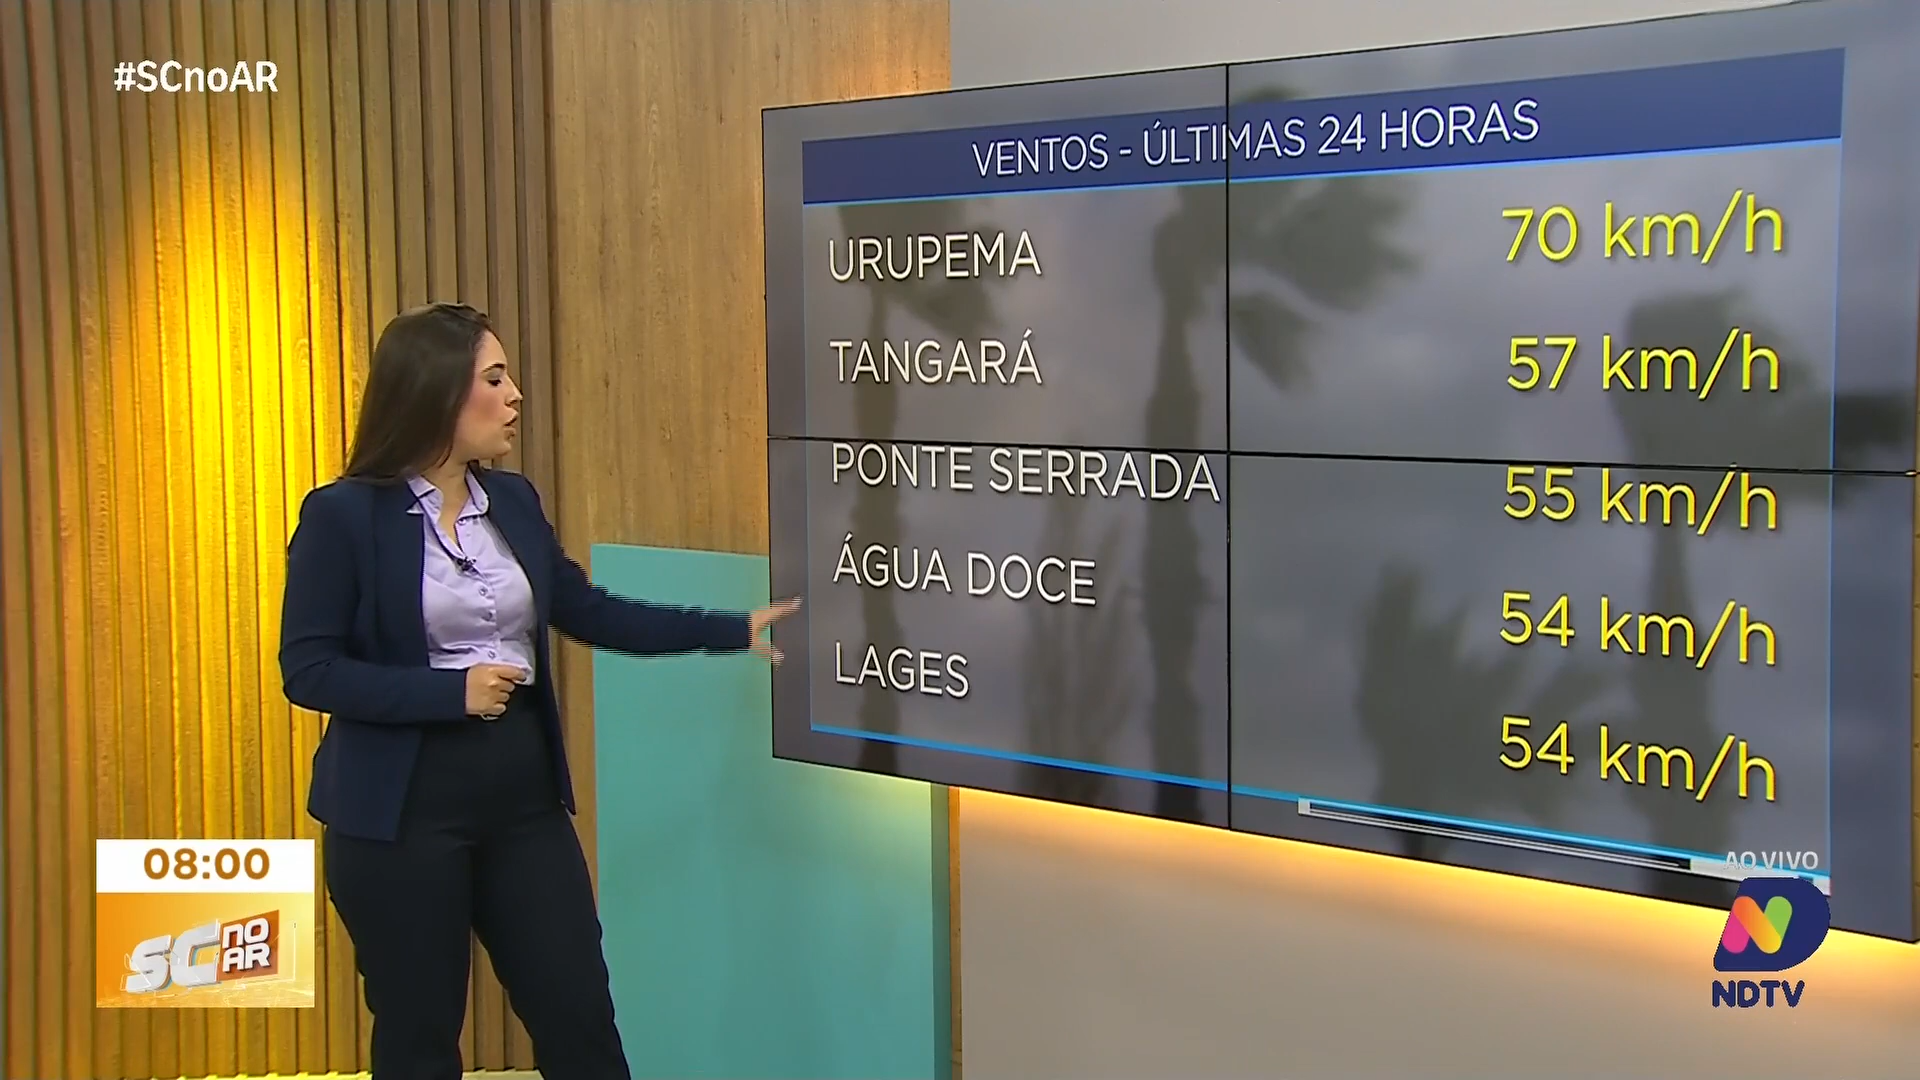 #SCnoAR
VENTOS - ÚLTIMAS 24 HORAS
URUPEMA 70 km/h
TANGARÁ 57 km/h
PONTE SERRADA 55 km/h
ÁGUA DOCE 54 km/h
LAGES 54 km/h
08:00
SC NO AR
AO VIVO
NDTV